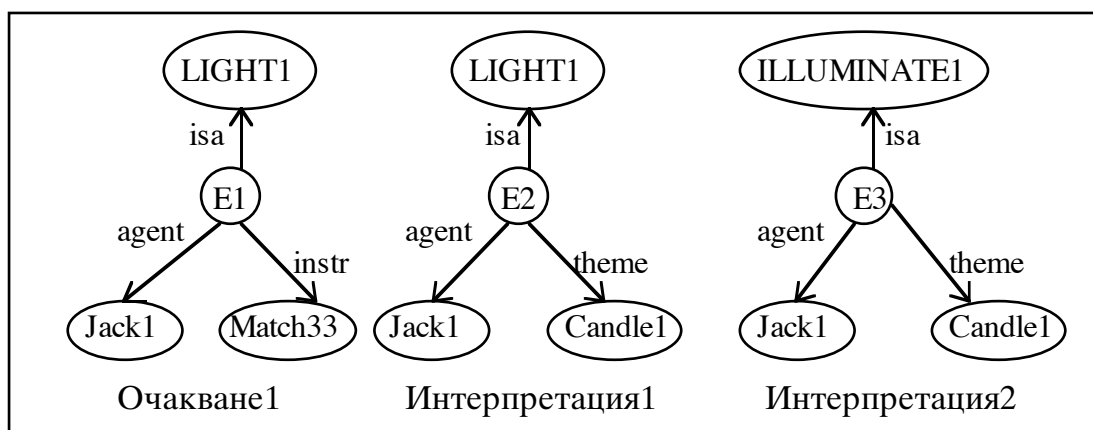 LIGHT1 LIGHT1 ILLUMINATE1
isa isa isa
E1 E2 E3
agent agent agent
instr theme theme
Jack1 Match33 Jack1 Candle1 Jack1 Candle1
Очакване1 Интерпретация1 Интерпретация2